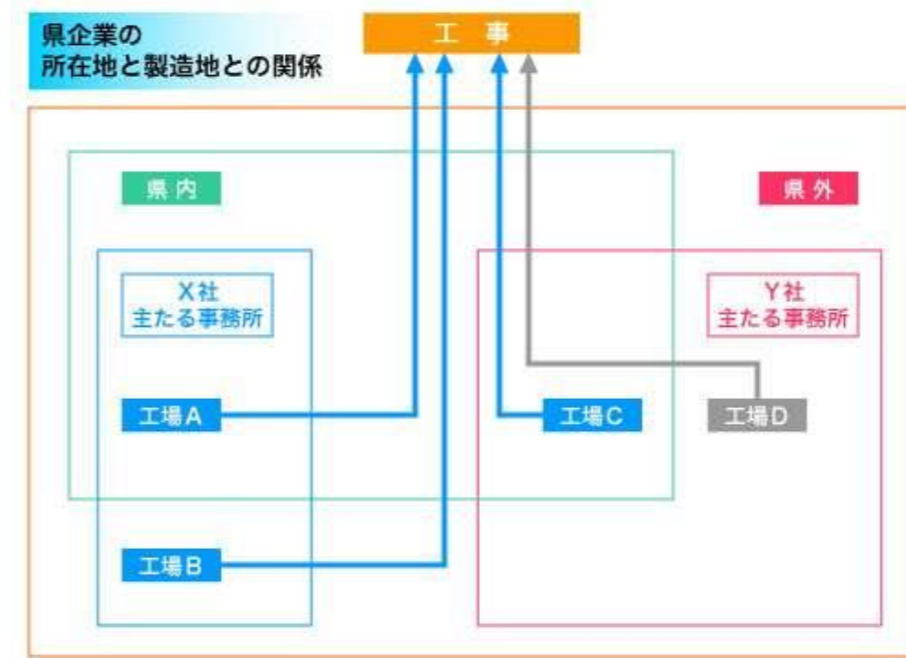 県企業の
所在地と製造地との関係
工 事
県内
県外
X社
主たる事務所
Y社
主たる事務所
工場A
工場C
工場D
工場B